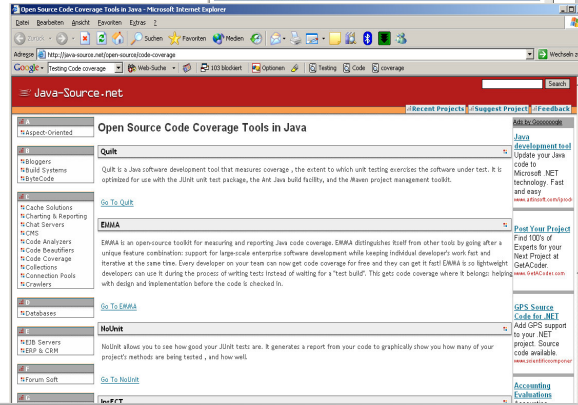 Open Source Code Coverage Tools in Java - Microsoft Internet Explorer
Datei Bearbeiten Ansicht Favoriten Extras ?
Zurück Suchen Favoriten Medien
Adresse http://java-source.net/open-source/code-coverage Wechseln z
Google Testing Code coverage Web-Suche 103 blockiert Optionen Testing Code coverage
Search
Java-Source.net
Recent Projects Suggest Project Feedback
A
Aspect-Oriented
B
Bloggers
Build Systems
ByteCode
C
Cache Solutions
Charting & Reporting
Chat Servers
CMS
Code Analyzers
Code Beautifiers
Code Coverage
Collections
Connection Pools
Crawlers
D
Databases
E
EJB Servers
ERP & CRM
F
Forum Soft
G
Open Source Code Coverage Tools in Java
Quilt
Quilt is a Java software development tool that measures coverage , the extent to which unit testing exercises the software under test. It is
optimized for use with the JUnit unit test package, the Ant Java build facility, and the Maven project management toolkit.
Go To Quilt
EMMA
EMMA is an open-source toolkit for measuring and reporting Java code coverage. EMMA distinguishes itself from other tools by going after a
unique feature combination: support for large-scale enterprise software development while keeping individual developer's work fast and
iterative at the same time. Every developer on your team can now get code coverage for free and they can get it fast! EMMA is so lightweight
developers can use it during the process of writing tests instead of waiting for a "test build". This gets code coverage where it belongs: helping
with design and implementation before the code is checked in.
Go To EMMA
NoUnit
NoUnit allows you to see how good your JUnit tests are. It generates a report from your code to graphically show you how many of your
project's methods are being tested , and how well.
Go To NoUnit
InsECT
Ads by Goooooogle
Java
development tool
Update your Java
code to
Microsoft .NET
technology. Fast
and easy
www.artinsoft.com/iprod
Post Your Project
Find 100's of
Experts for your
Next Project at
GetACoder.
www.GetACoder.com
GPS Source
Code for .NET
Add GPS support
to your .NET
project. Source
code available.
www.scientificcomponer
Accounting
Evaluations